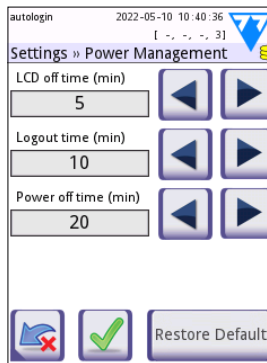 autologin 2022-05-10 10:40:36
[ -, -, -, 3]
Settings » Power Management
LCD off time (min)
5
Logout time (min)
10
Power off time (min)
20
Restore Default